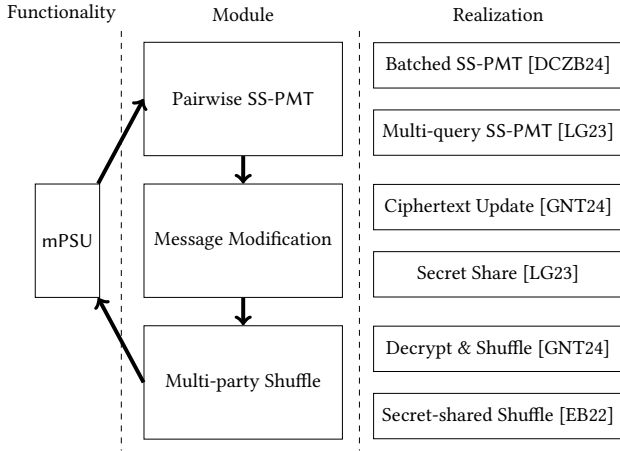 Functionality
Module
Realization
Pairwise SS-PMT
Batched SS-PMT [DCZB24]
Multi-query SS-PMT [LG23]
mPSU
Message Modification
Ciphertext Update [GNT24]
Secret Share [LG23]
Multi-party Shuffle
Decrypt & Shuffle [GNT24]
Secret-shared Shuffle [EB22]